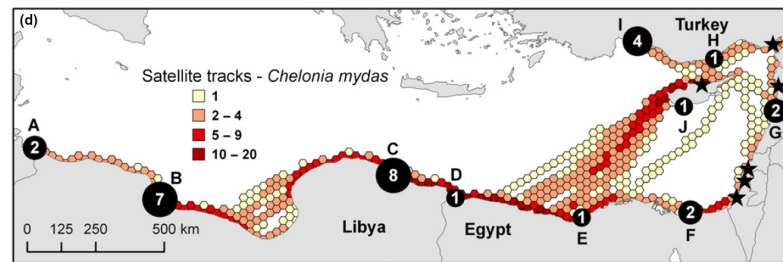 (d)
I
4
Turkey
H
1
Satellite tracks - Chelonia mydas
1
2 – 4
5 – 9
10 – 20
A
2
B
7
C
8
D
1
E
1
F
2
G
2
J
1
Libya
Egypt
0 125 250 500 km